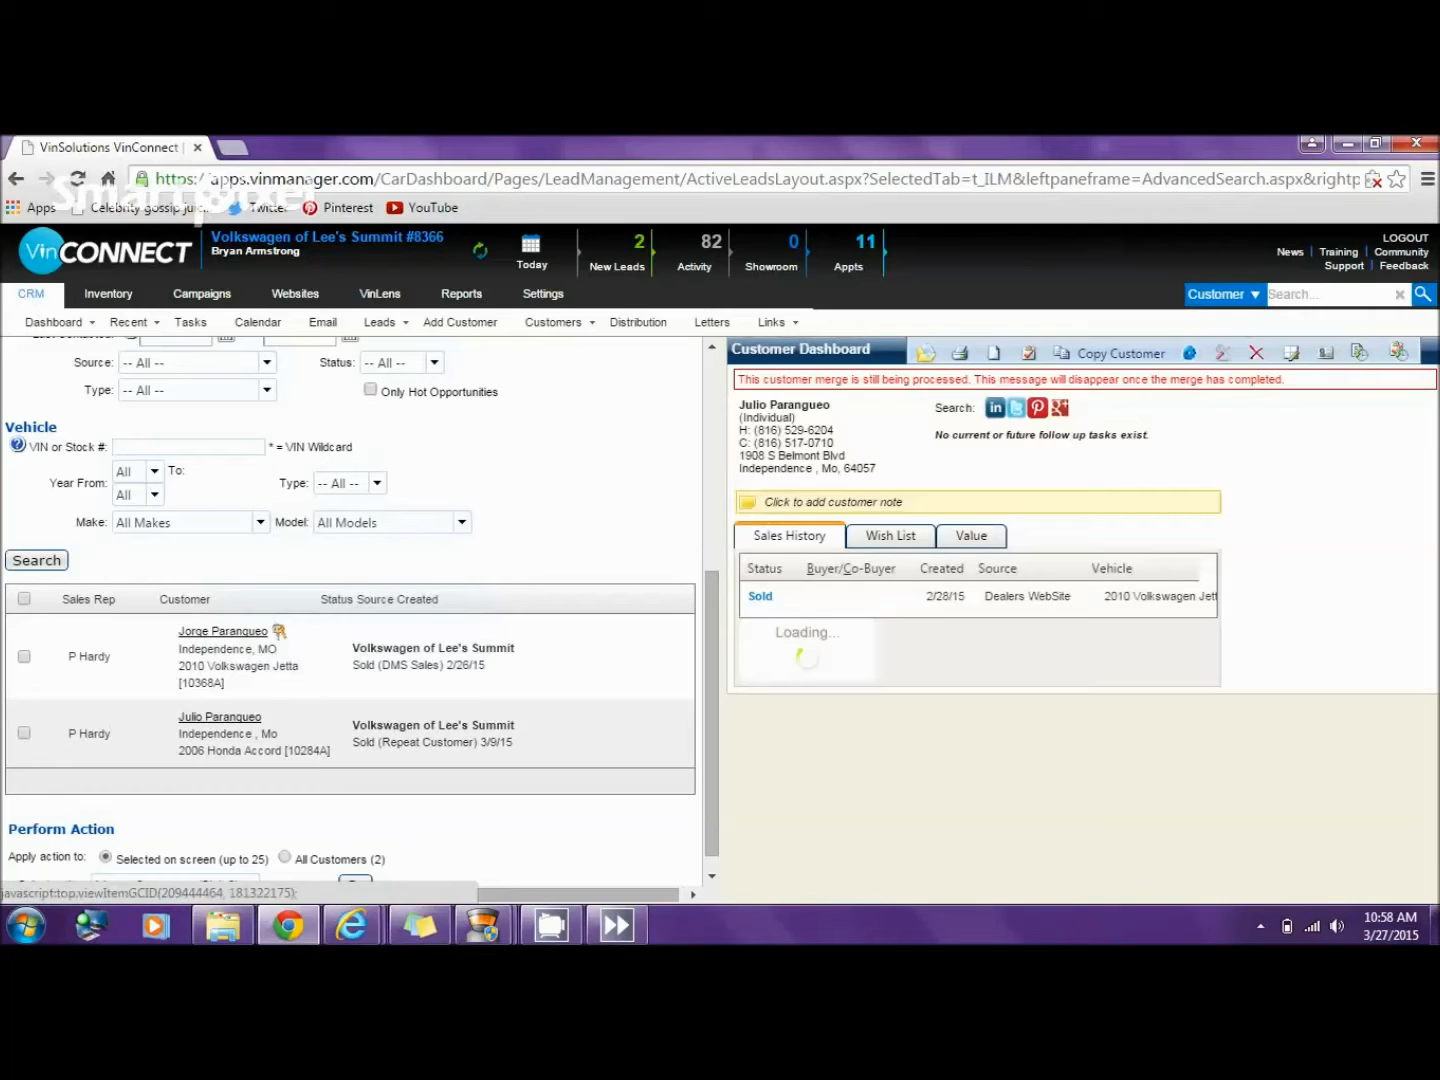 VinSolutions VinConnect |
https://apps.vinmanager.com/CarDashboard/Pages/LeadManagement/ActiveLeadsLayout.aspx?SelectedTab=t_ILM&leftpaneframe=AdvancedSearch.aspx&rightp
Apps Celebrity gossip Twitter Pinterest YouTube
VinCONNECT
Volkswagen of Lee's Summit #8366
Bryan Armstrong
Today
2 New Leads
82 Activity
0 Showroom
11 Appts
LOGOUT
News Training Community
Support Feedback
CRM Inventory Campaigns Websites VinLens Reports Settings
Customer Search...
Dashboard Recent Tasks Calendar Email Leads Add Customer Customers Distribution Letters Links
Source: -- All -- Status: -- All --
Type: -- All -- Only Hot Opportunities
Vehicle
VIN or Stock #: * = VIN Wildcard
Year From: All To: All Type: -- All --
Make: All Makes Model: All Models
Search
Sales Rep Customer Status Source Created
P Hardy
Jorge Parangueo
Independence, MO
2010 Volkswagen Jetta
[10368A]
Volkswagen of Lee's Summit
Sold (DMS Sales) 2/26/15
P Hardy
Julio Parangueo
Independence , Mo
2006 Honda Accord [10284A]
Volkswagen of Lee's Summit
Sold (Repeat Customer) 3/9/15
Perform Action
Apply action to: Selected on screen (up to 25) All Customers (2)
javascript:top.viewItemGCID(209444464, 181322175);
Customer Dashboard
Copy Customer
This customer merge is still being processed. This message will disappear once the merge has completed.
Julio Parangueo
(Individual)
H: (816) 529-6204
C: (816) 517-0710
1908 S Belmont Blvd
Independence , Mo, 64057
Search:
No current or future follow up tasks exist.
Click to add customer note
Sales History Wish List Value
Status Buyer/Co-Buyer Created Source Vehicle
Sold 2/28/15 Dealers WebSite 2010 Volkswagen Jett
Loading...
10:58 AM
3/27/2015